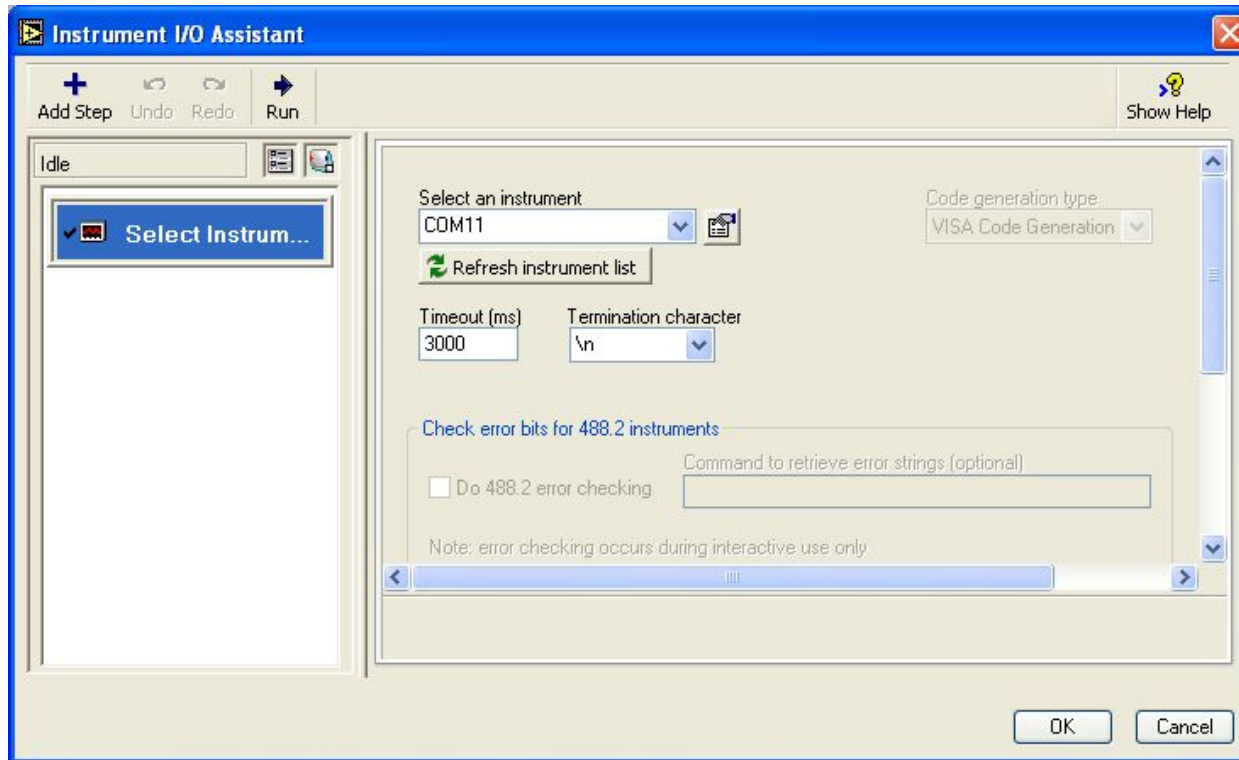 Instrument I/O Assistant
Add Step Undo Redo Run Show Help
Idle
Select Instrum...
Select an instrument Code generation type
COM11 VISA Code Generation
Refresh instrument list
Timeout (ms) Termination character
3000 \n
Check error bits for 488.2 instruments
Command to retrieve error strings (optional)
Do 488.2 error checking
Note: error checking occurs during interactive use only
OK Cancel